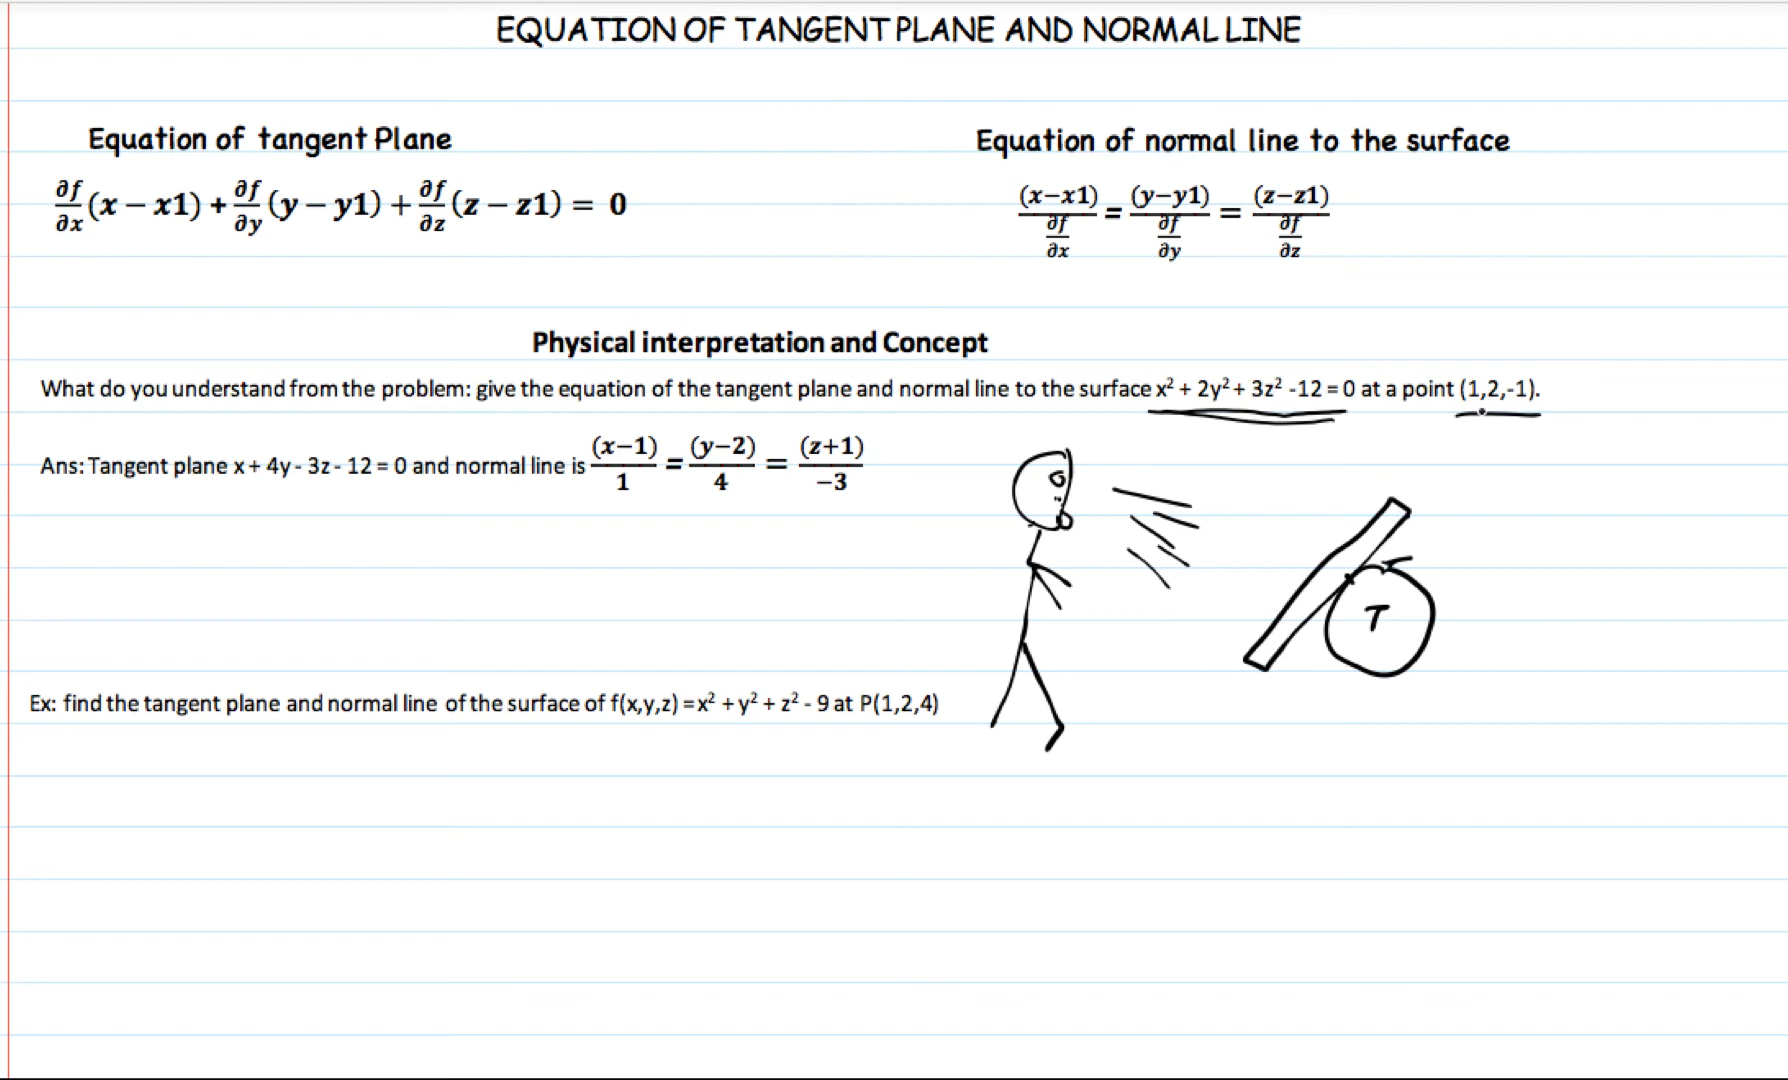 EQUATION OF TANGENT PLANE AND NORMAL LINE
Equation of tangent Plane
Equation of normal line to the surface
∂f/∂x (x − x1) + ∂f/∂y (y − y1) + ∂f/∂z (z − z1) = 0
(x−x1)/(∂f/∂x) = (y−y1)/(∂f/∂y) = (z−z1)/(∂f/∂z)
Physical interpretation and Concept
What do you understand from the problem: give the equation of the tangent plane and normal line to the surface x² + 2y² + 3z² -12 = 0 at a point (1,2,-1).
Ans: Tangent plane x + 4y - 3z - 12 = 0 and normal line is (x−1)/1 = (y−2)/4 = (z+1)/−3
T
Ex: find the tangent plane and normal line of the surface of f(x,y,z) = x² + y² + z² - 9 at P(1,2,4)